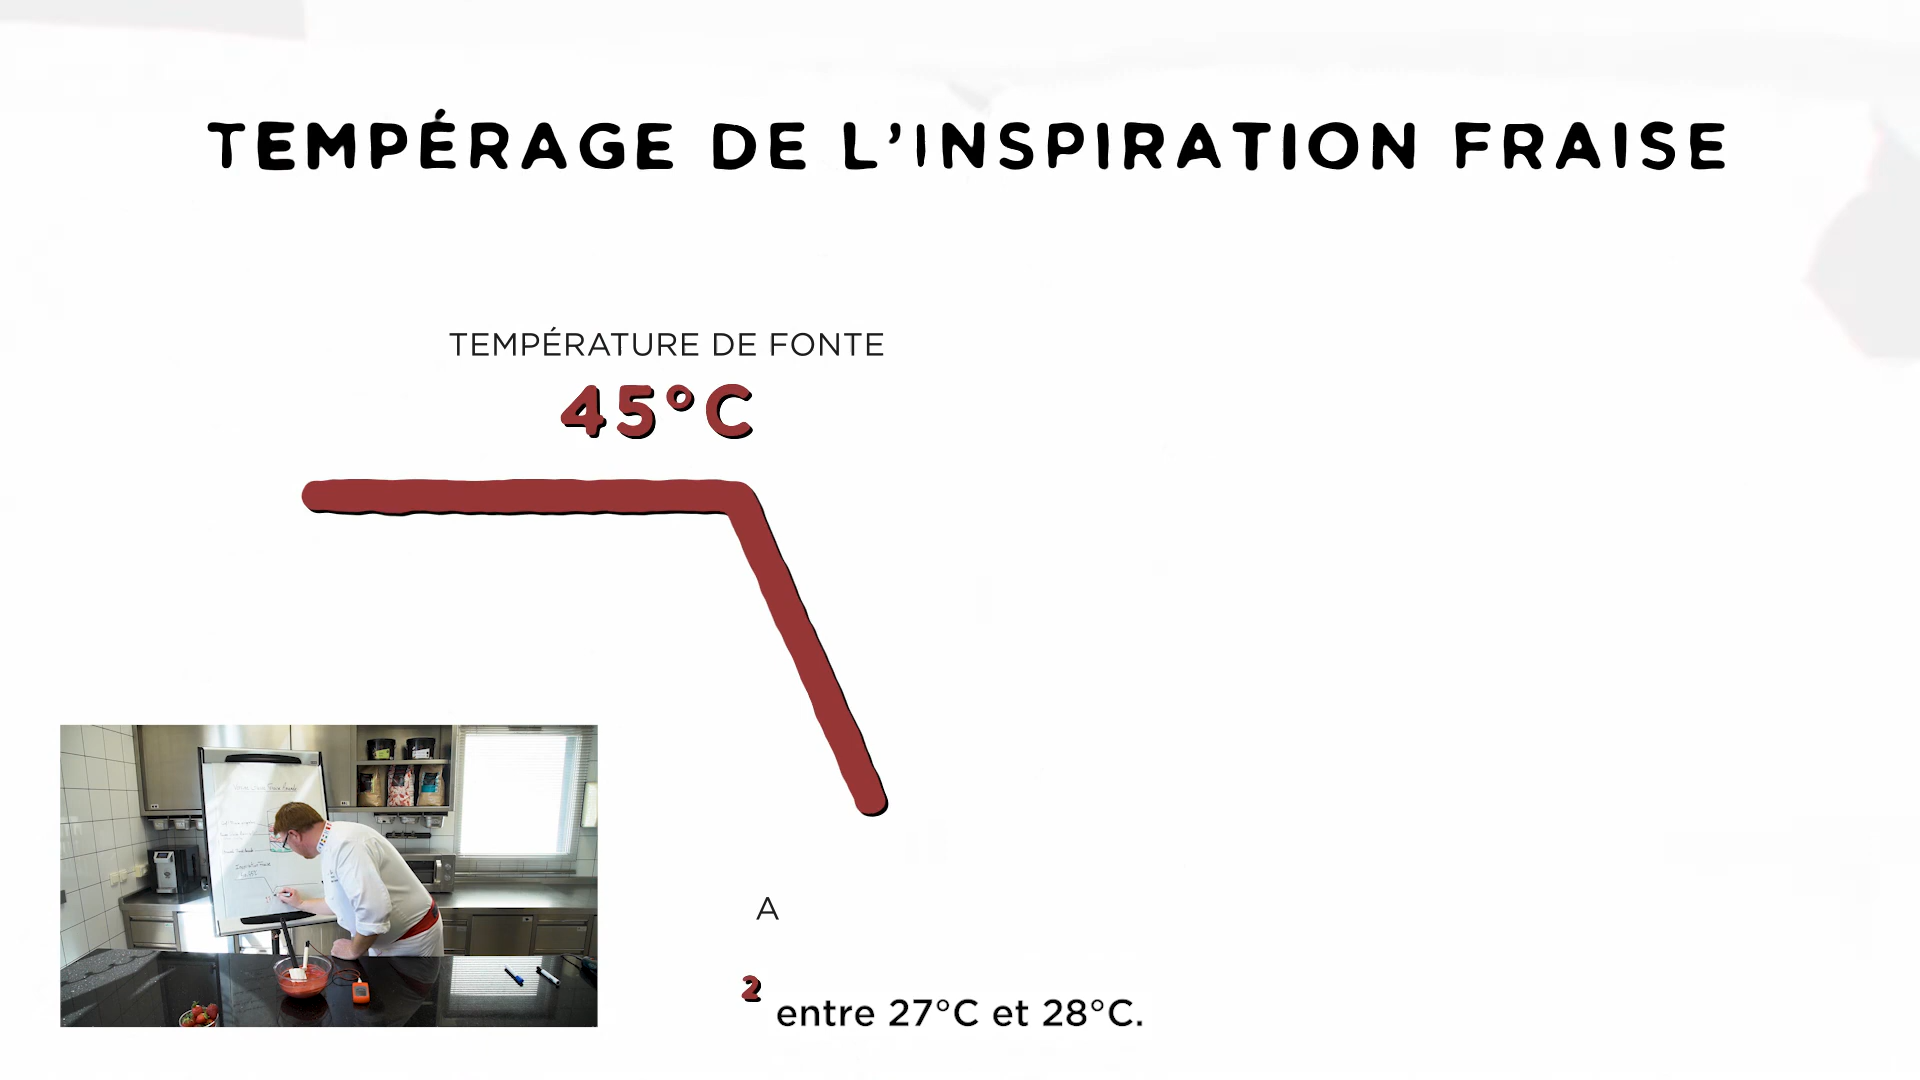 TEMPÉRAGE DE L'INSPIRATION FRAISE
TEMPÉRATURE DE FONTE
45°C
A
2
entre 27°C et 28°C.